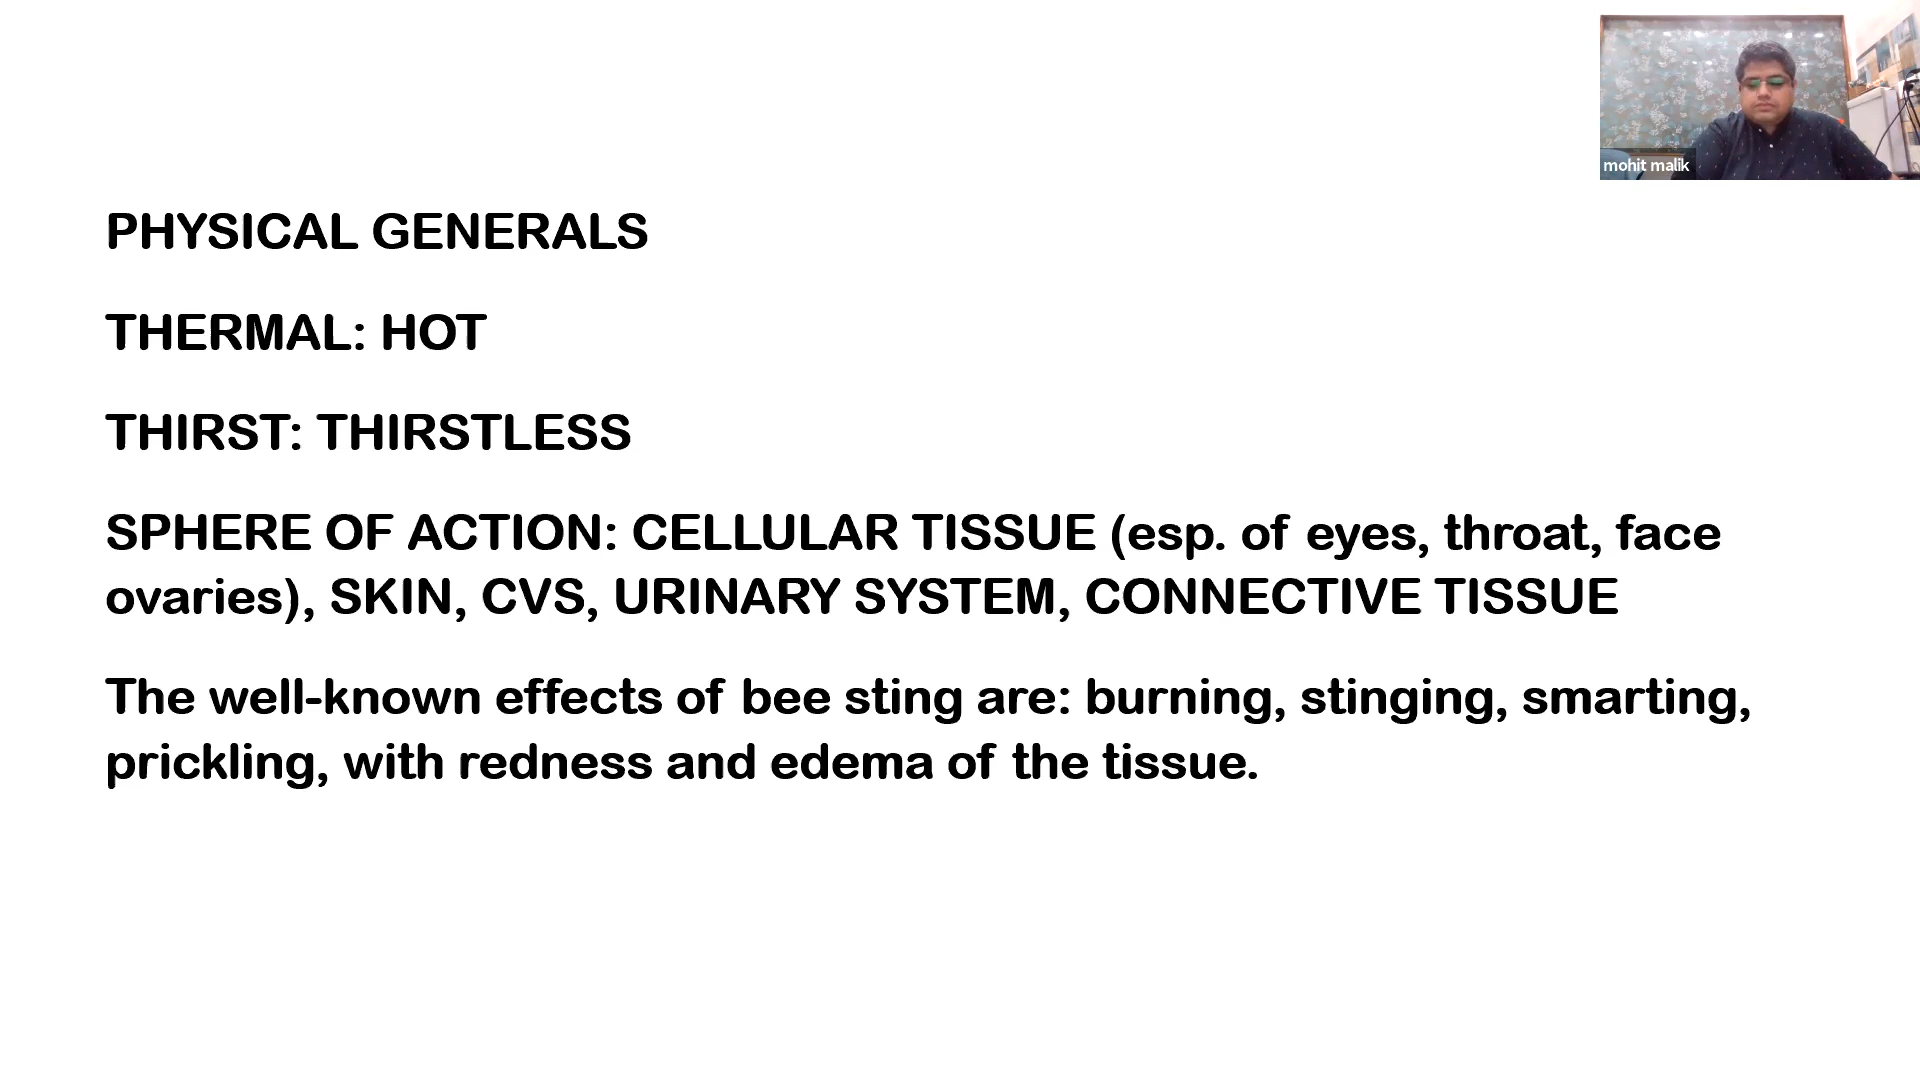 mohit malik
PHYSICAL GENERALS
THERMAL: HOT
THIRST: THIRSTLESS
SPHERE OF ACTION: CELLULAR TISSUE (esp. of eyes, throat, face
ovaries), SKIN, CVS, URINARY SYSTEM, CONNECTIVE TISSUE
The well-known effects of bee sting are: burning, stinging, smarting,
prickling, with redness and edema of the tissue.